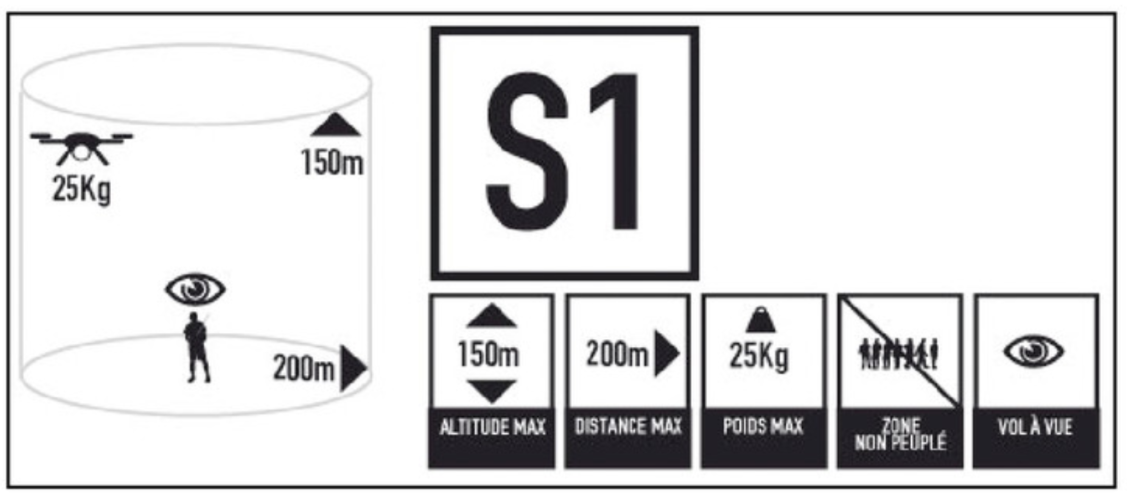 25Kg
150m
200m
S1
150m
ALTITUDE MAX
200m
DISTANCE MAX
25Kg
POIDS MAX
ZONE
NON PEUPLÉ
VOL À VUE